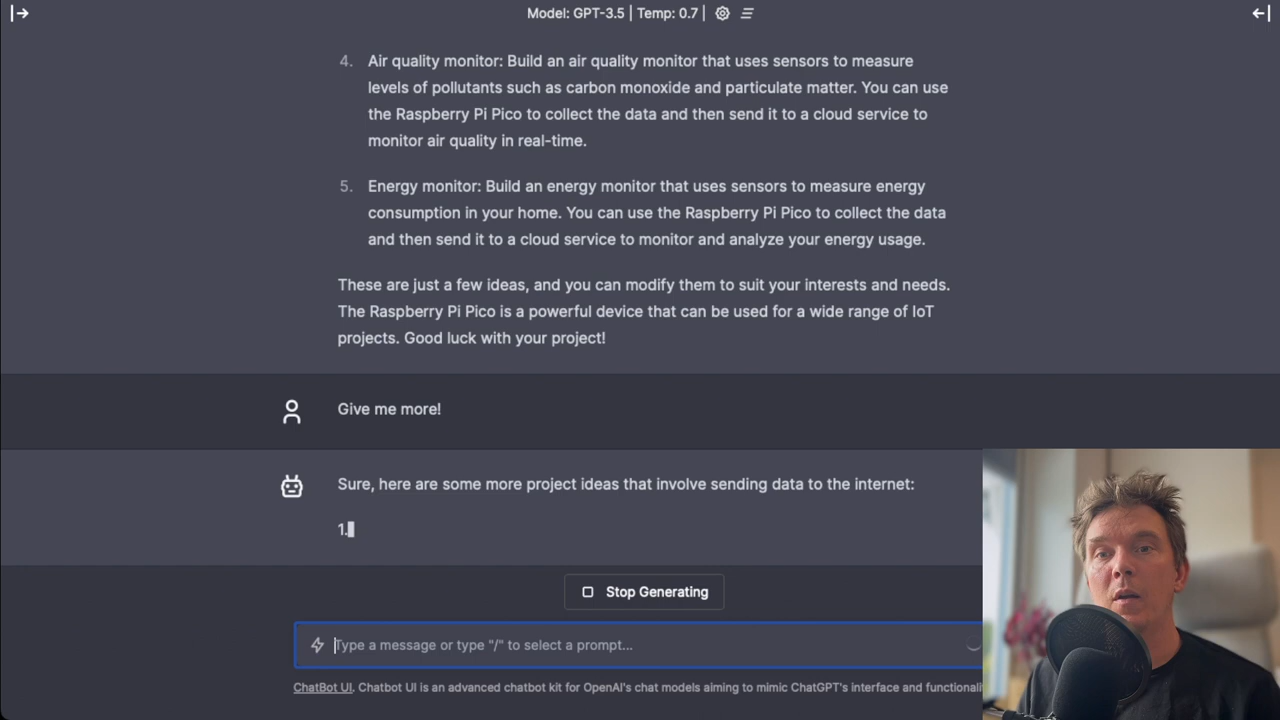 Model: GPT-3.5 | Temp: 0.7 |
4. Air quality monitor: Build an air quality monitor that uses sensors to measure
levels of pollutants such as carbon monoxide and particulate matter. You can use
the Raspberry Pi Pico to collect the data and then send it to a cloud service to
monitor air quality in real-time.
5. Energy monitor: Build an energy monitor that uses sensors to measure energy
consumption in your home. You can use the Raspberry Pi Pico to collect the data
and then send it to a cloud service to monitor and analyze your energy usage.
These are just a few ideas, and you can modify them to suit your interests and needs.
The Raspberry Pi Pico is a powerful device that can be used for a wide range of IoT
projects. Good luck with your project!
Give me more!
Sure, here are some more project ideas that involve sending data to the internet:
1.
Stop Generating
Type a message or type "/" to select a prompt...
ChatBot UI. Chatbot UI is an advanced chatbot kit for OpenAI's chat models aiming to mimic ChatGPT's interface and functionali